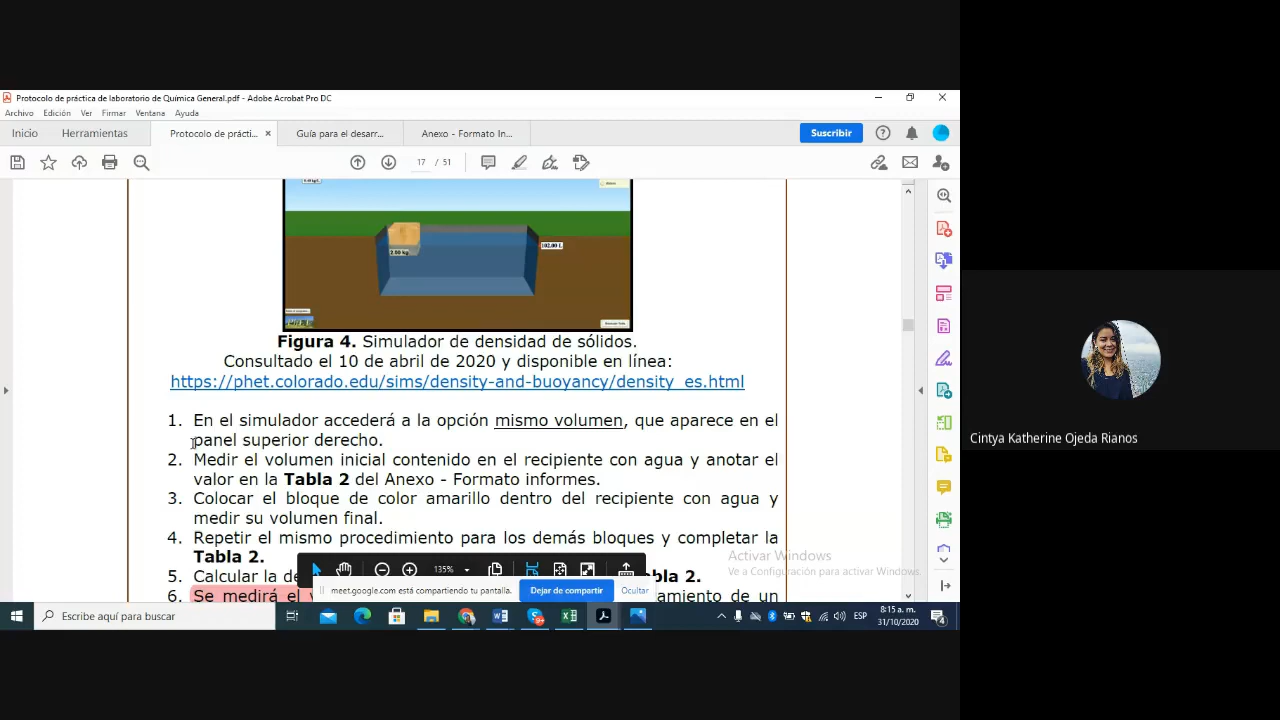 Protocolo de práctica de laboratorio de Química General.pdf - Adobe Acrobat Pro DC
Archivo Edición Ver Firmar Ventana Ayuda
Inicio Herramientas Protocolo de prácti... × Guía para el desarr... Anexo - Formato In... Suscribir
17 / 51
2.00 kg
102.00 L
Figura 4. Simulador de densidad de sólidos.
Consultado el 10 de abril de 2020 y disponible en línea:
https://phet.colorado.edu/sims/density-and-buoyancy/density_es.html
1. En el simulador accederá a la opción mismo volumen, que aparece en el
panel superior derecho.
2. Medir el volumen inicial contenido en el recipiente con agua y anotar el
valor en la Tabla 2 del Anexo - Formato informes.
3. Colocar el bloque de color amarillo dentro del recipiente con agua y
medir su volumen final.
4. Repetir el mismo procedimiento para los demás bloques y completar la
Tabla 2.
5. Calcular la de bla 2.
6. Se medirá el v amiento de un
135%
meet.google.com está compartiendo tu pantalla. Dejar de compartir Ocultar
Activar Windows
Ve a Configuración para activar Windows.
Escribe aquí para buscar
ESP
8:15 a. m.
31/10/2020
4
Cintya Katherine Ojeda Rianos